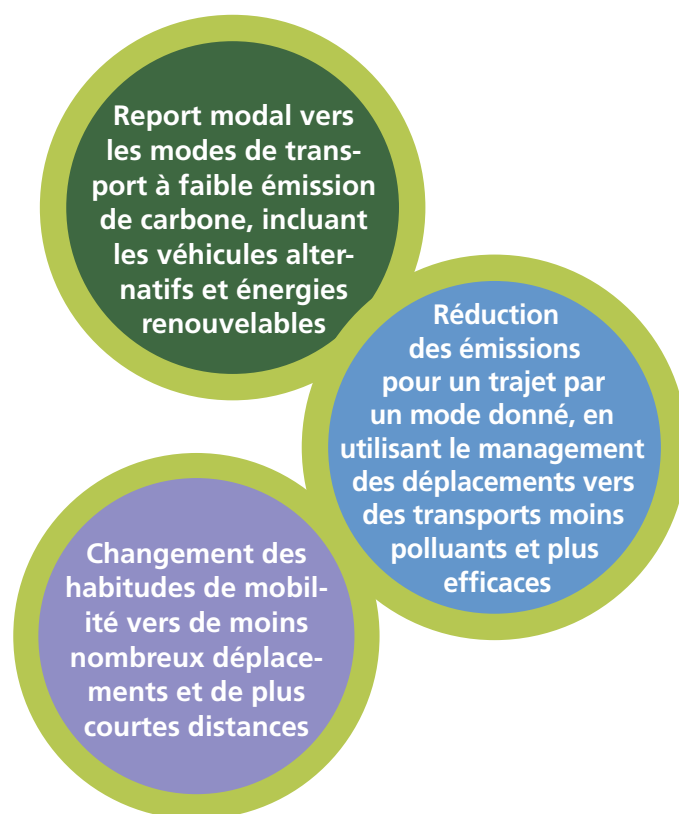 Report modal vers
les modes de trans-
port à faible émission
de carbone, incluant
les véhicules alter-
natifs et énergies
renouvelables
Réduction
des émissions
pour un trajet par
un mode donné, en
utilisant le management
des déplacements vers
des transports moins
polluants et plus
efficaces
Changement des
habitudes de mobil-
ité vers de moins
nombreux déplace-
ments et de plus
courtes distances